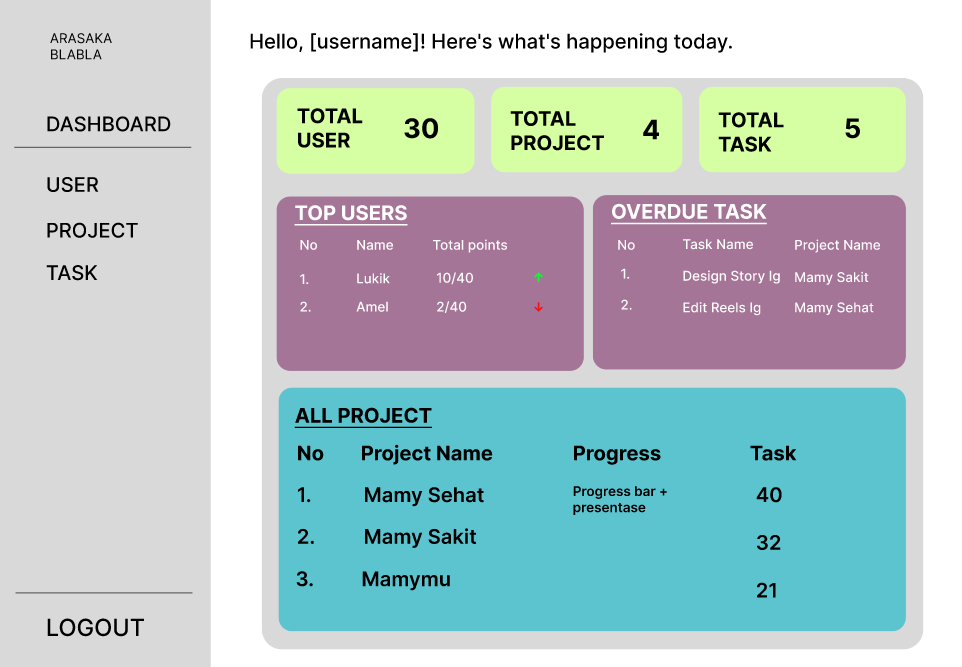 ARASAKA
BLABLA
DASHBOARD
USER
PROJECT
TASK
LOGOUT
Hello, [username]! Here's what's happening today.
TOTAL
USER
30
TOTAL
PROJECT
4
TOTAL
TASK
5
TOP USERS
No Name Total points
1. Lukik 10/40 ↑
2. Amel 2/40 ↓
OVERDUE TASK
No Task Name Project Name
1. Design Story Ig Mamy Sakit
2. Edit Reels Ig Mamy Sehat
ALL PROJECT
No Project Name Progress Task
1. Mamy Sehat Progress bar + 40
presentase
2. Mamy Sakit 32
3. Mamymu 21